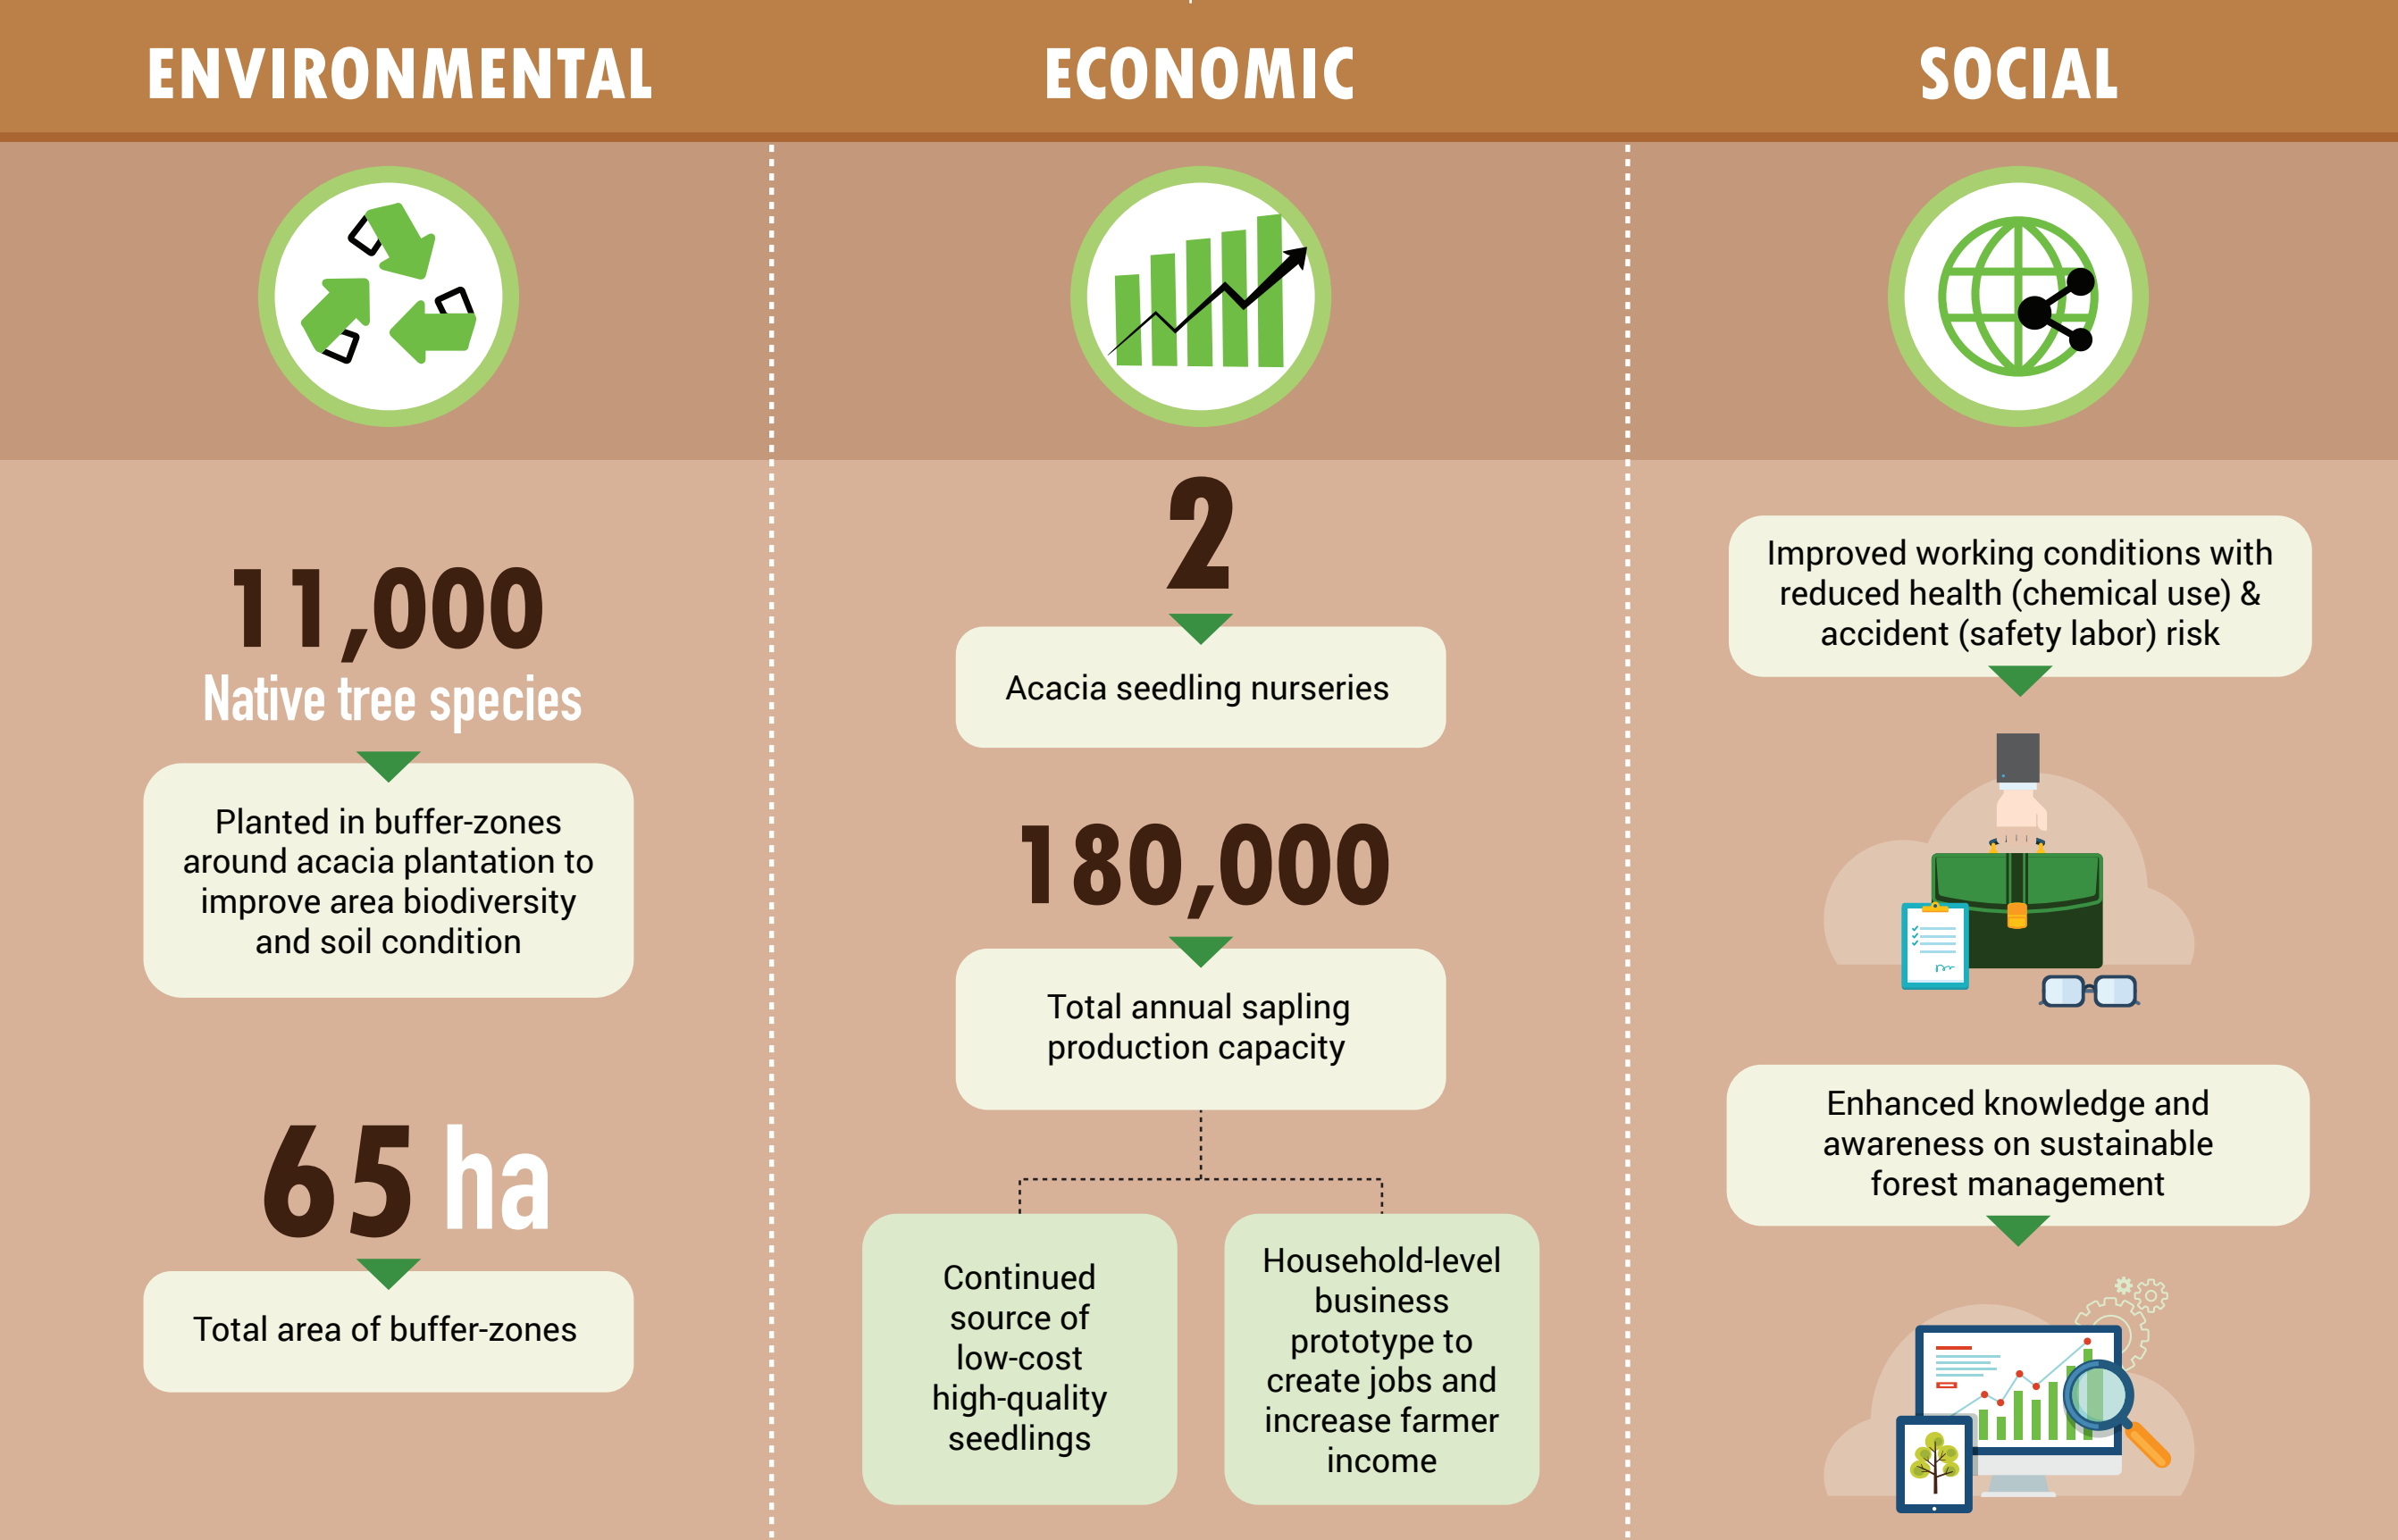 ENVIRONMENTAL
11,000
Native tree species
Planted in buffer-zones
around acacia plantation to
improve area biodiversity
and soil condition
65 ha
Total area of buffer-zones
ECONOMIC
2
Acacia seedling nurseries
180,000
Total annual sapling
production capacity
Continued
source of
low-cost
high-quality
seedlings
Household-level
business
prototype to
create jobs and
increase farmer
income
SOCIAL
Improved working conditions with
reduced health (chemical use) &
accident (safety labor) risk
Enhanced knowledge and
awareness on sustainable
forest management